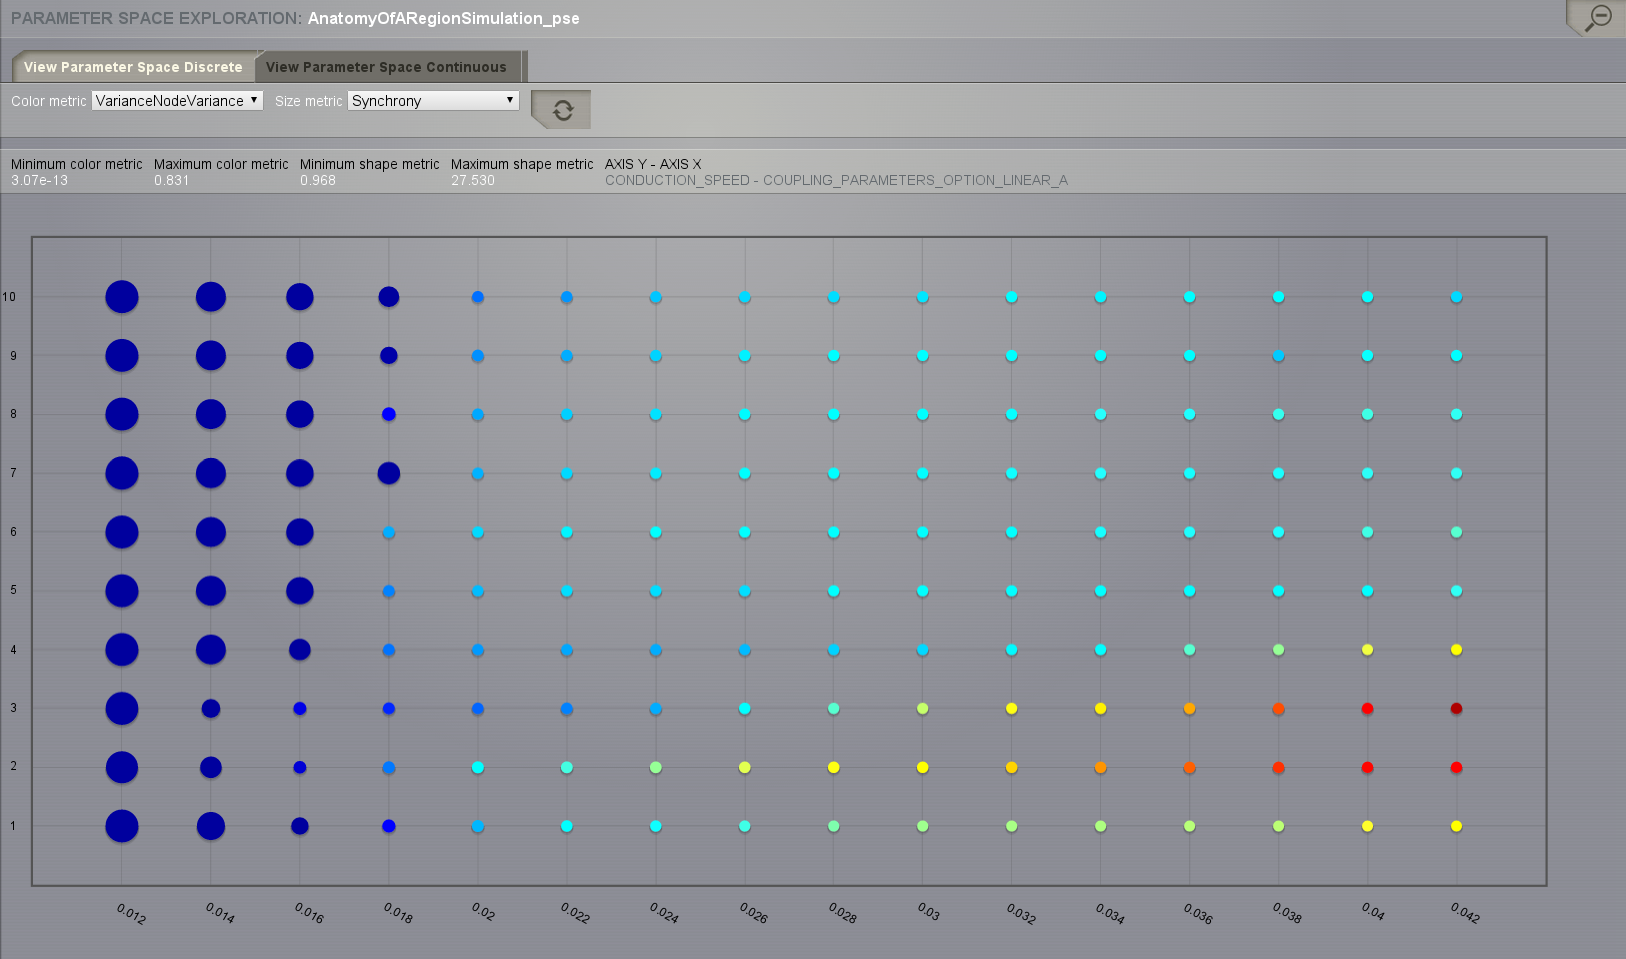 PARAMETER SPACE EXPLORATION: AnatomyOfARegionSimulation_pse
View Parameter Space Discrete View Parameter Space Continuous
Color metric VarianceNodeVariance Size metric Synchrony
Minimum color metric Maximum color metric Minimum shape metric Maximum shape metric AXIS Y - AXIS X
3.07e-13 0.831 0.968 27.530 CONDUCTION_SPEED - COUPLING_PARAMETERS_OPTION_LINEAR_A
10
9
8
7
6
5
4
3
2
1
0.012 0.014 0.016 0.018 0.02 0.022 0.024 0.026 0.028 0.03 0.032 0.034 0.036 0.038 0.04 0.042